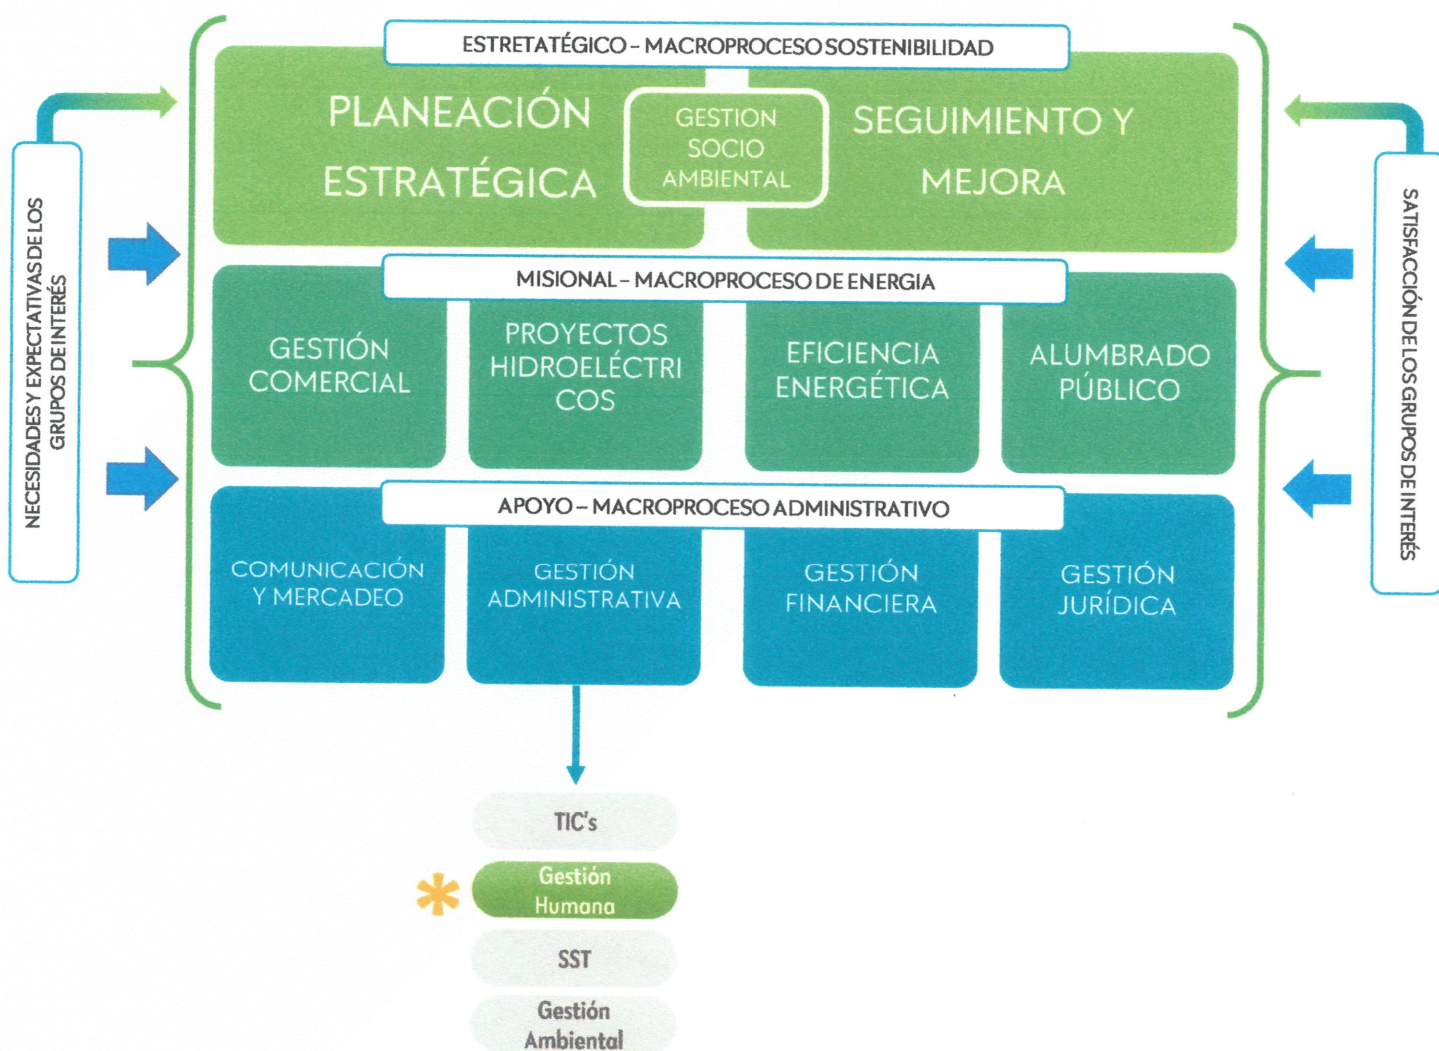 ESTRETATÉGICO – MACROPROCESO SOSTENIBILIDAD
PLANEACIÓN
ESTRATÉGICA
GESTION
SOCIO
AMBIENTAL
SEGUIMIENTO Y
MEJORA
NECESIDADES Y EXPECTATIVAS DE LOS
GRUPOS DE INTERÉS
SATISFACCIÓN DE LOS GRUPOS DE INTERÉS
MISIONAL – MACROPROCESO DE ENERGIA
GESTIÓN
COMERCIAL
PROYECTOS
HIDROELÉCTRI
COS
EFICIENCIA
ENERGÉTICA
ALUMBRADO
PÚBLICO
APOYO – MACROPROCESO ADMINISTRATIVO
COMUNICACIÓN
Y MERCADEO
GESTIÓN
ADMINISTRATIVA
GESTIÓN
FINANCIERA
GESTIÓN
JURÍDICA
TIC's
Gestión
Humana
SST
Gestión
Ambiental